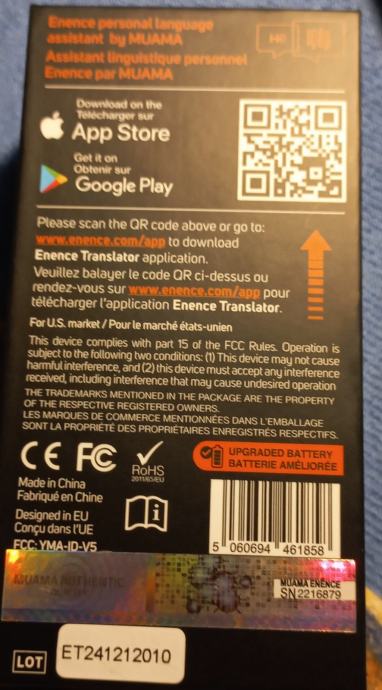 Enence personal language
assistant by MUAMA
Assistant linguistique personnel
Enence par MUAMA
Download on the
Télécharger sur
App Store
Get it on
Obtenir sur
Google Play
Please scan the QR code above or go to:
www.enence.com/app to download
Enence Translator application.
Veuillez balayer le code QR ci-dessus ou
rendez-vous sur www.enence.com/app pour
télécharger l'application Enence Translator.
For U.S. market / Pour le marché états-unien
This device complies with part 15 of the FCC Rules. Operation is
subject to the following two conditions: (1) This device may not cause
harmful interference, and (2) this device must accept any interference
received, including interference that may cause undesired operation
THE TRADEMARKS MENTIONED IN THE PACKAGE ARE THE PROPERTY
OF THE RESPECTIVE REGISTERED OWNERS.
LES MARQUES DE COMMERCE MENTIONNÉES DANS L'EMBALLAGE
SONT LA PROPRIÉTÉ DES PROPRIÉTAIRES ENREGISTRÉS RESPECTIFS.
CE FC
RoHS
2011/65/EU
UPGRADED BATTERY
BATTERIE AMÉLIORÉE
Made in China
Fabriqué en Chine
Designed in EU
Conçu dans l'UE
FCC: YMA-ID-V5
5 060694 461858
MUAMA AUTHENTIC
MUAMA ENENCE
SN2216879
LOT
ET241212010